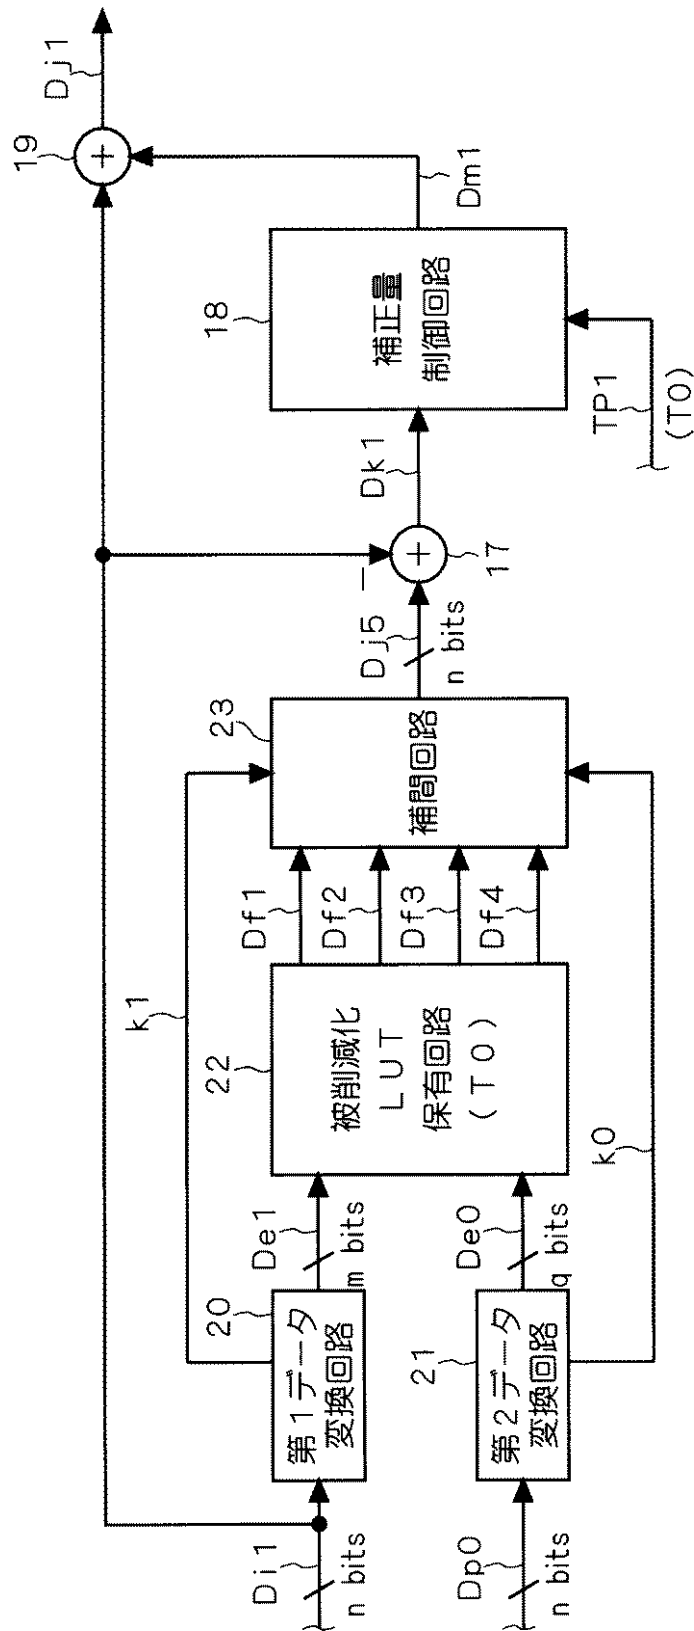 Di1
n bits
Dp0
n bits
20
第1データ
変換回路
21
第2データ
変換回路
k1
De1
m bits
De0
q bits
k0
22
被削減化
LUT
保有回路
(T0)
Df1
Df2
Df3
Df4
23
補間回路
Dj5
n bits
−
+
17
Dk1
18
補正量
制御回路
TP1
(T0)
Dm1
19
+
Dj1